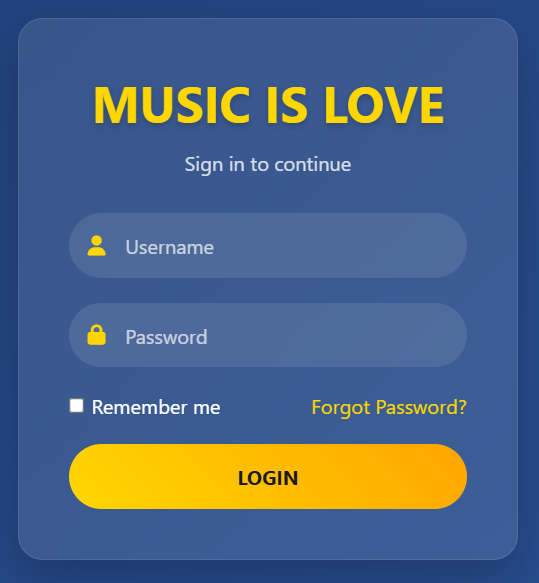 MUSIC IS LOVE
Sign in to continue
Username
Password
Remember me Forgot Password?
LOGIN